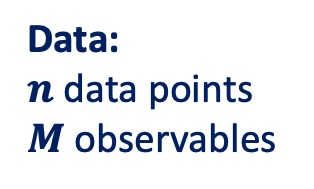 Data:
n data points
M observables